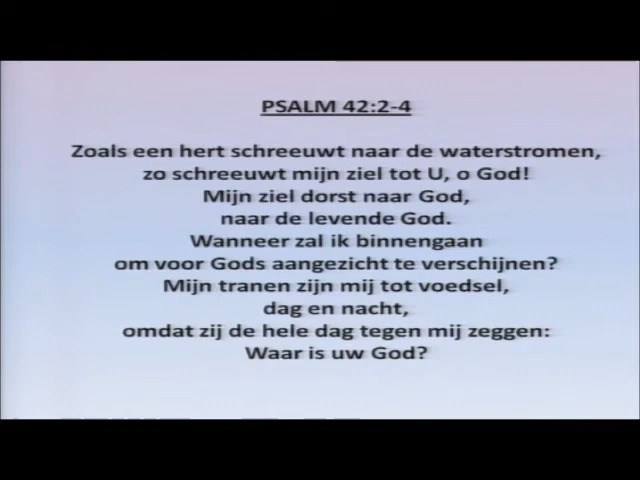 PSALM 42:2-4
Zoals een hert schreeuwt naar de waterstromen,
zo schreeuwt mijn ziel tot U, o God!
Mijn ziel dorst naar God,
naar de levende God.
Wanneer zal ik binnengaan
om voor Gods aangezicht te verschijnen?
Mijn tranen zijn mij tot voedsel,
dag en nacht,
omdat zij de hele dag tegen mij zeggen:
Waar is uw God?